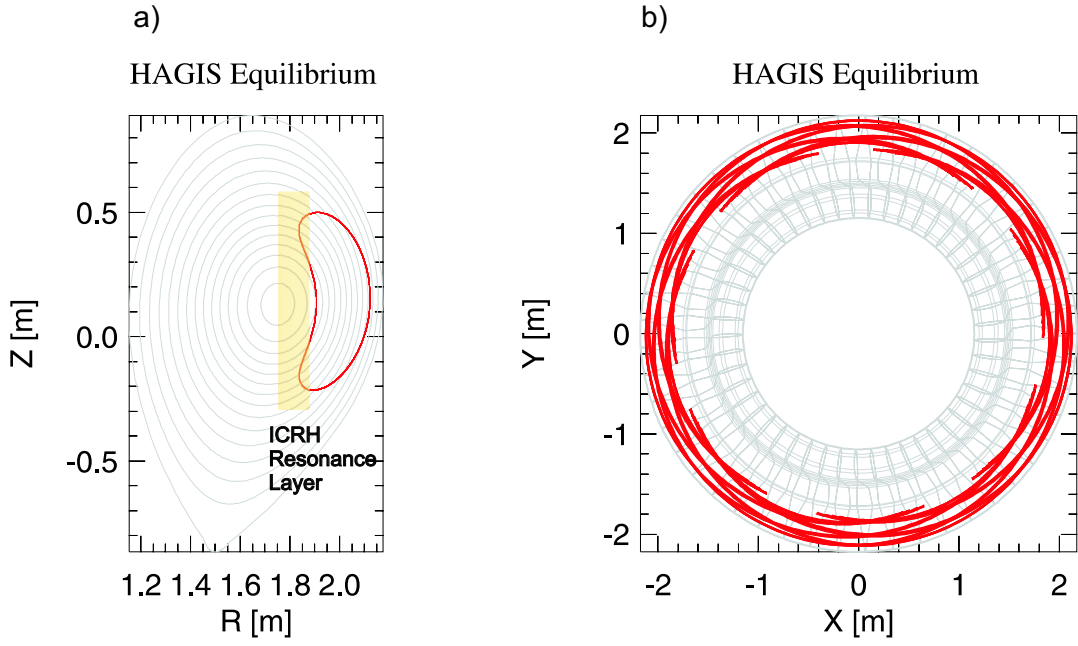 a)
HAGIS Equilibrium
0.5
0.0
-0.5
Z [m]
ICRH
Resonance
Layer
1.2 1.4 1.6 1.8 2.0
R [m]
b)
HAGIS Equilibrium
2
1
0
-1
-2
Y [m]
-2 -1 0 1 2
X [m]